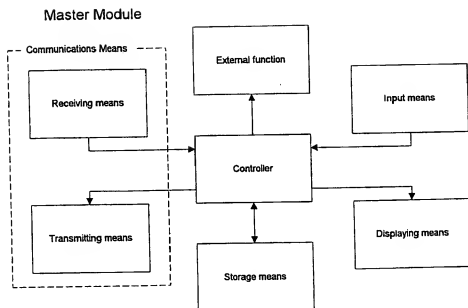 Master Module
Communications Means
External function
Receiving means
Input means
Controller
Transmitting means
Displaying means
Storage means